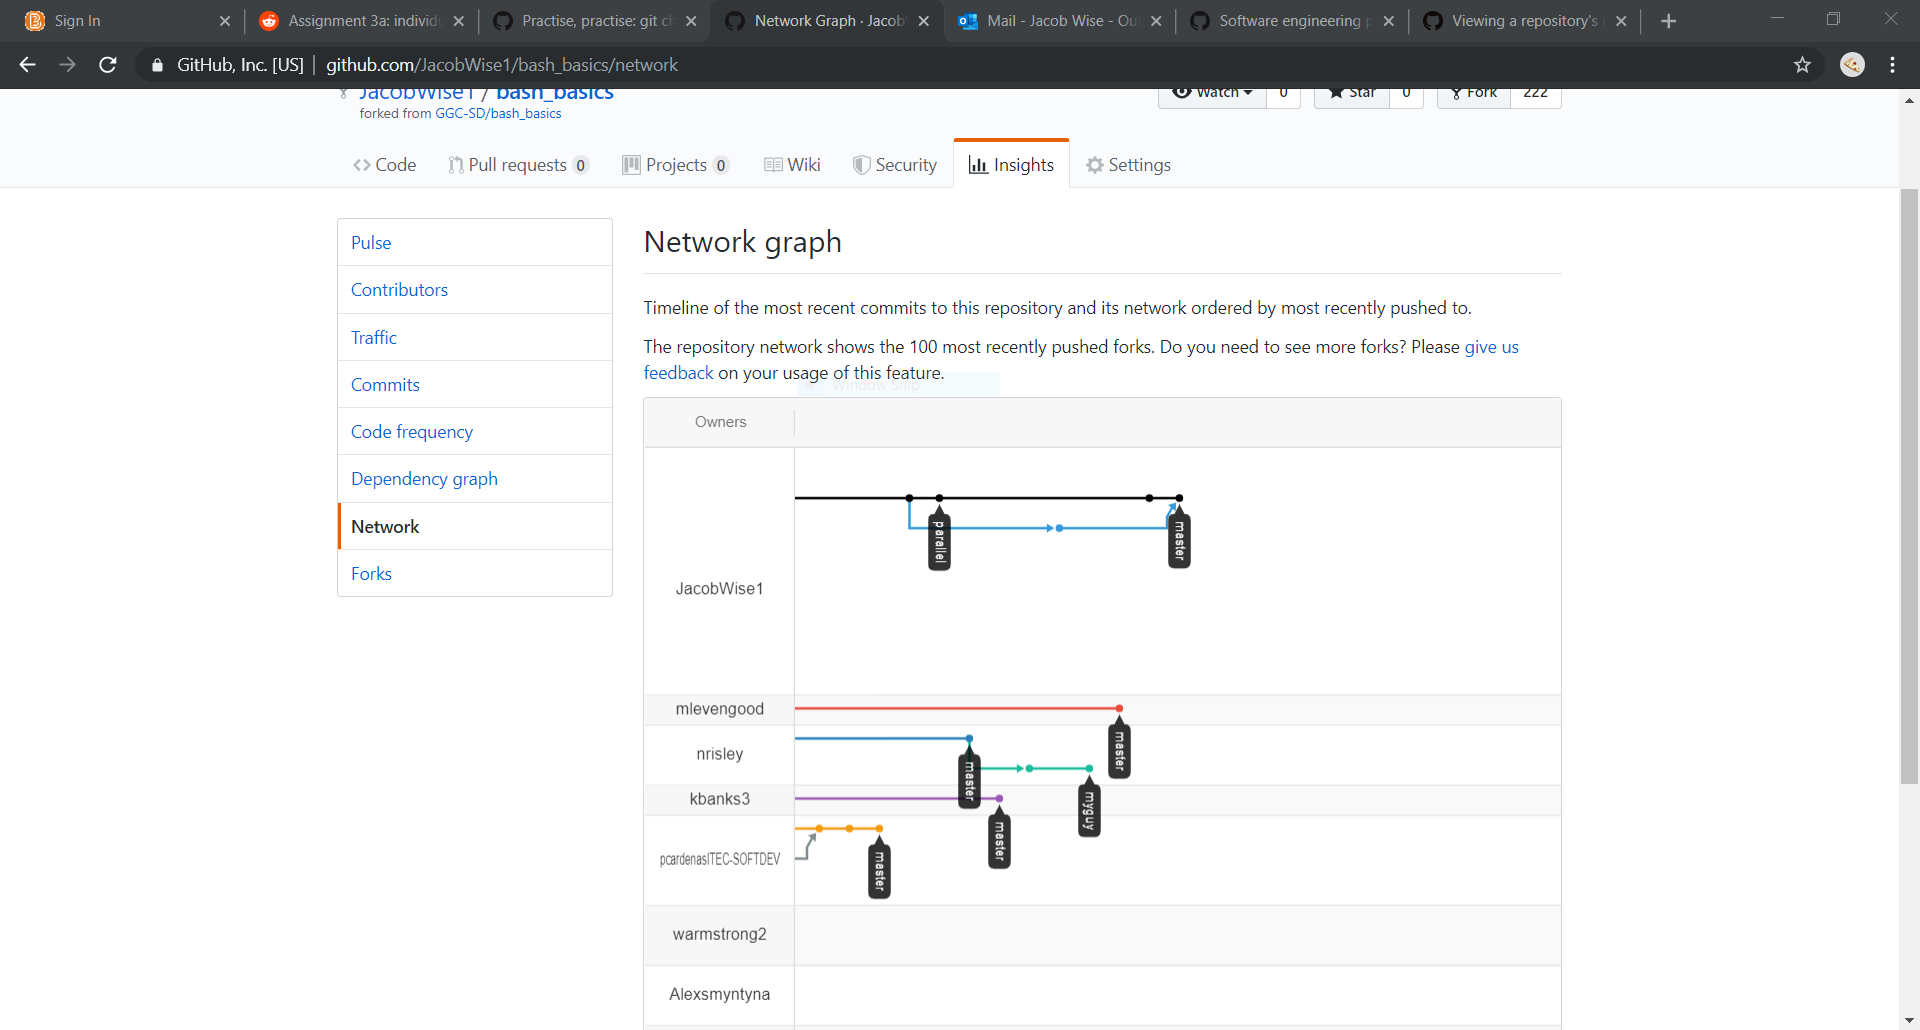 Sign In
Assignment 3a: individu
Practise, practise: git ch
Network Graph · Jacob
Mail - Jacob Wise - Ou
Software engineering p
Viewing a repository's
GitHub, Inc. [US] | github.com/JacobWise1/bash_basics/network
JacobWise1 / bash_basics
Watch 0 Star 0 Fork 222
forked from GGC-SD/bash_basics
Code Pull requests 0 Projects 0 Wiki Security Insights Settings
Pulse
Contributors
Traffic
Commits
Code frequency
Dependency graph
Network
Forks
Network graph
Timeline of the most recent commits to this repository and its network ordered by most recently pushed to.
The repository network shows the 100 most recently pushed forks. Do you need to see more forks? Please give us
feedback on your usage of this feature.
Window Snip
Owners
JacobWise1
parallel
master
mlevengood
master
nrisley
master
myguy
kbanks3
master
pcardenasITEC-SOFTDEV
master
warmstrong2
Alexsmyntyna